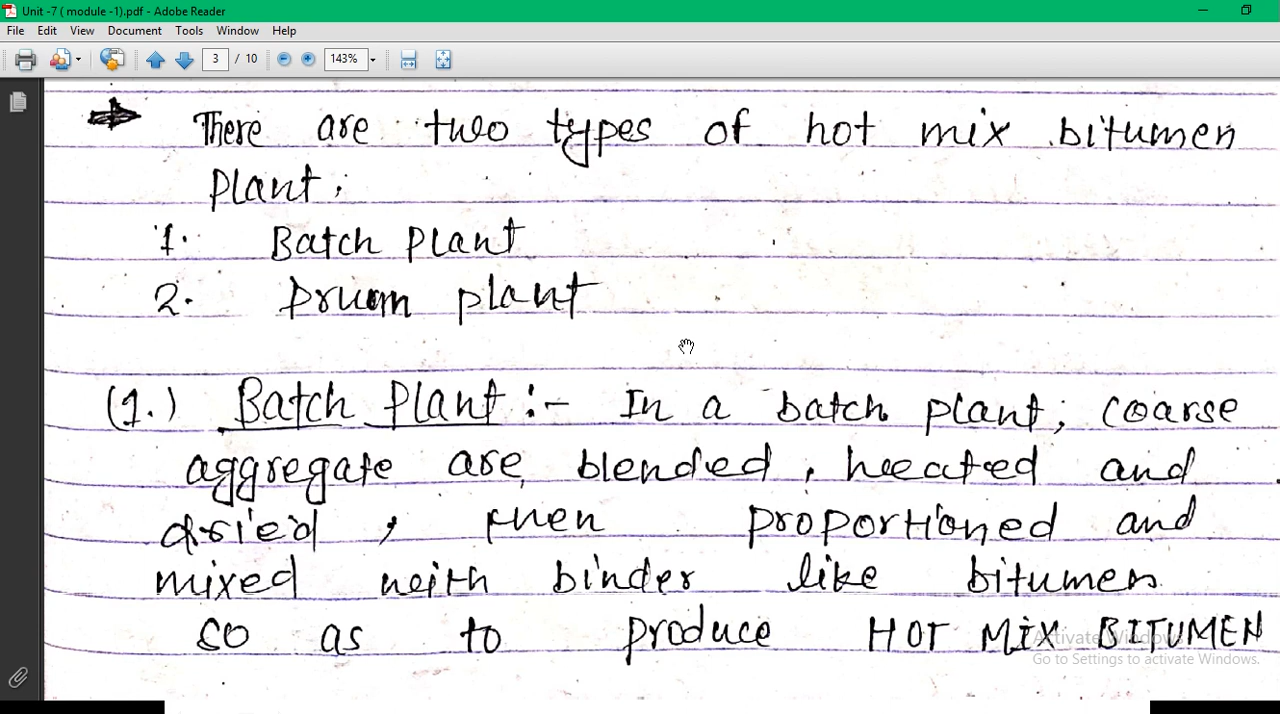 Unit -7 ( module -1).pdf - Adobe Reader
File Edit View Document Tools Window Help
3 / 10 143%
There are two types of hot mix bitumen
plant;
1. Batch plant
2. Drum plant
(1.) Batch plant :- In a batch plant; coarse
aggregate are blended, heated and
dried, then proportioned and
mixed with binder like bitumen
so as to produce HOT MIX BITUMEN
Activate Windows
Go to Settings to activate Windows.